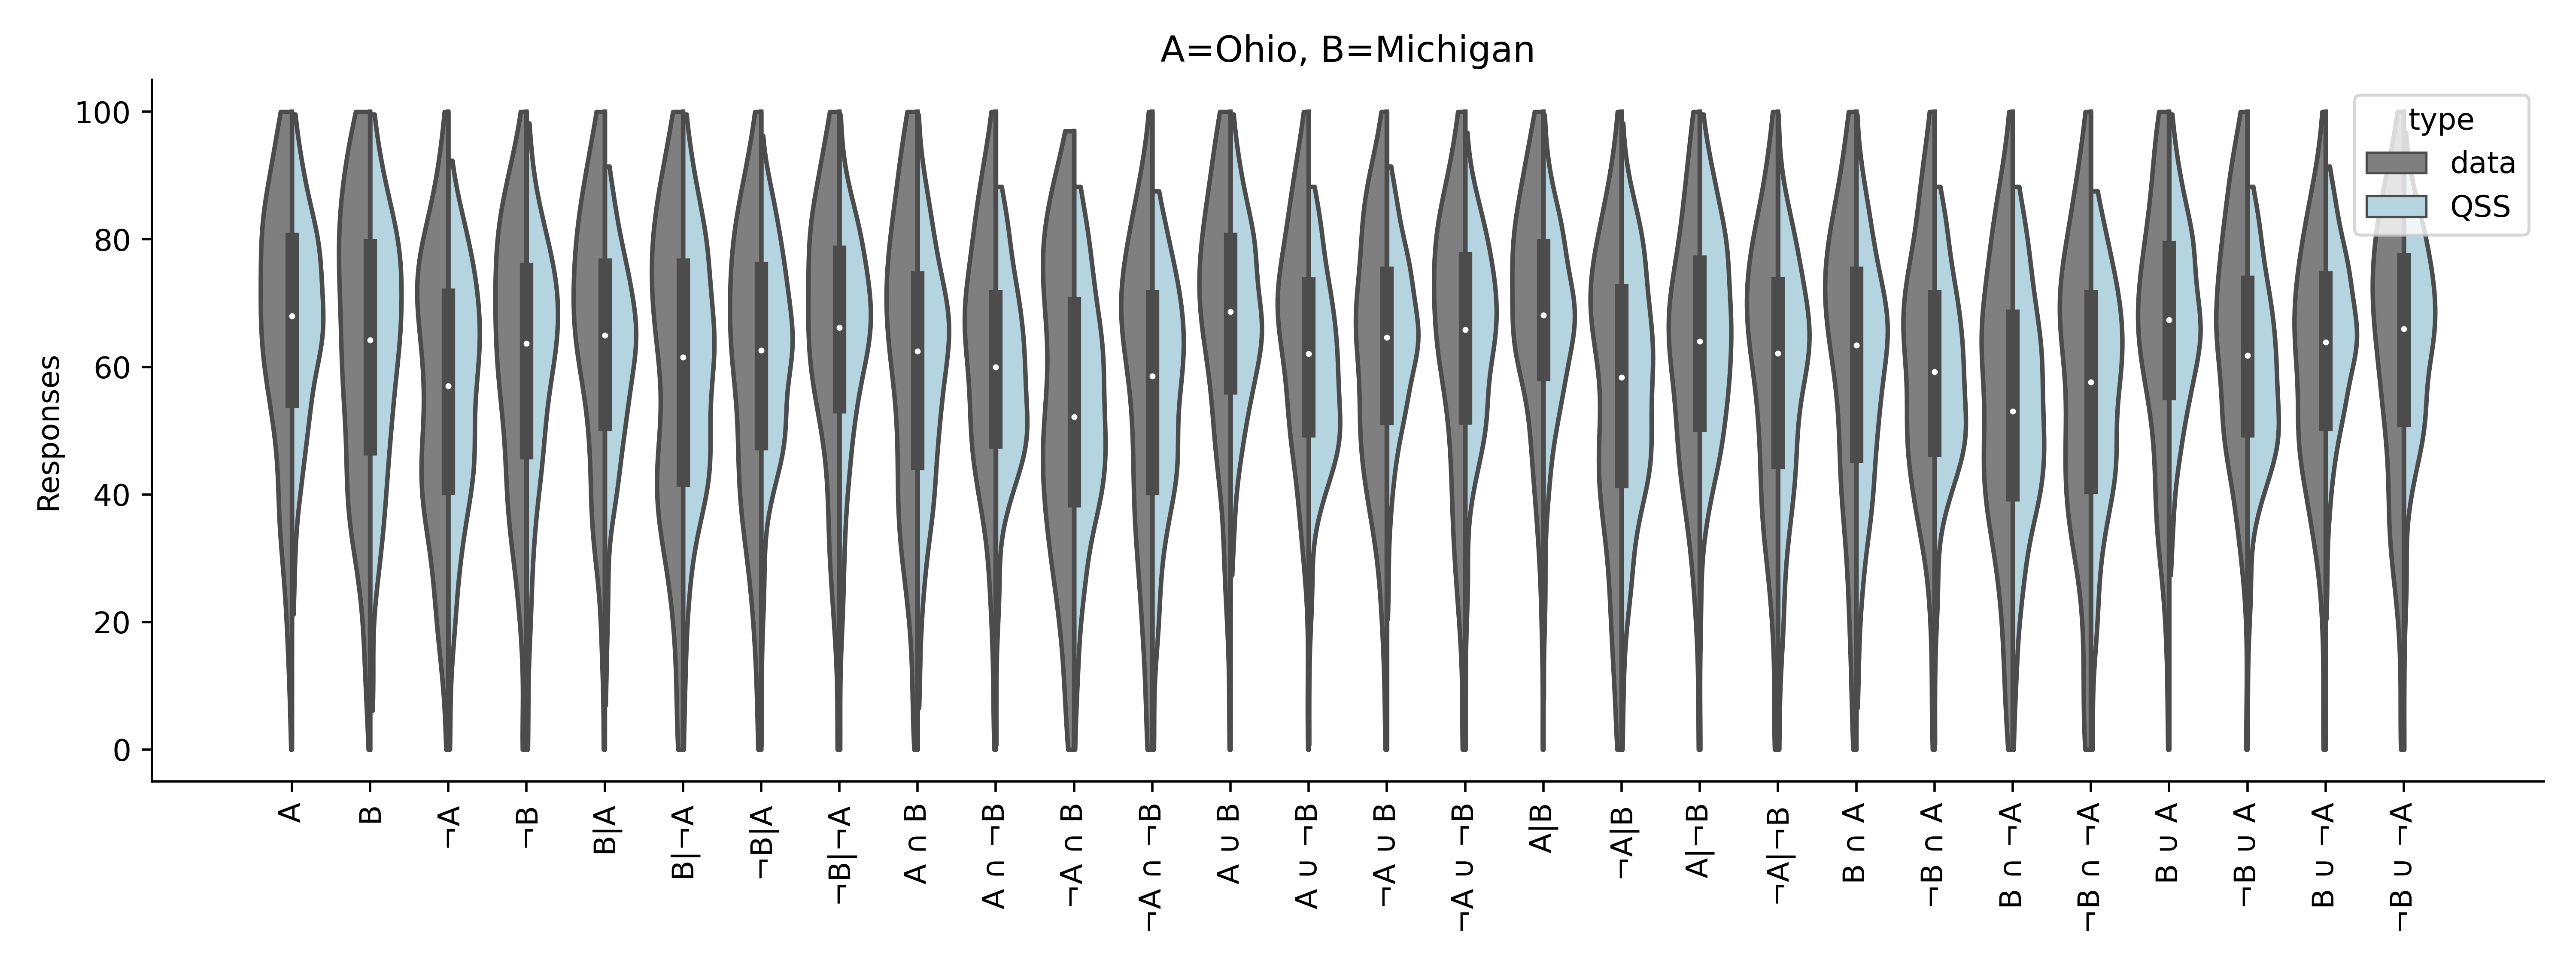 A=Ohio, B=Michigan
Responses
100
80
60
40
20
0
type
data
QSS
A
B
¬A
¬B
B|A
B|¬A
¬B|A
¬B|¬A
A ∩ B
A ∩ ¬B
¬A ∩ B
¬A ∩ ¬B
A ∪ B
A ∪ ¬B
¬A ∪ B
¬A ∪ ¬B
A|B
¬A|B
A|¬B
¬A|¬B
B ∩ A
¬B ∩ A
B ∩ ¬A
¬B ∩ ¬A
B ∪ A
¬B ∪ A
B ∪ ¬A
¬B ∪ ¬A